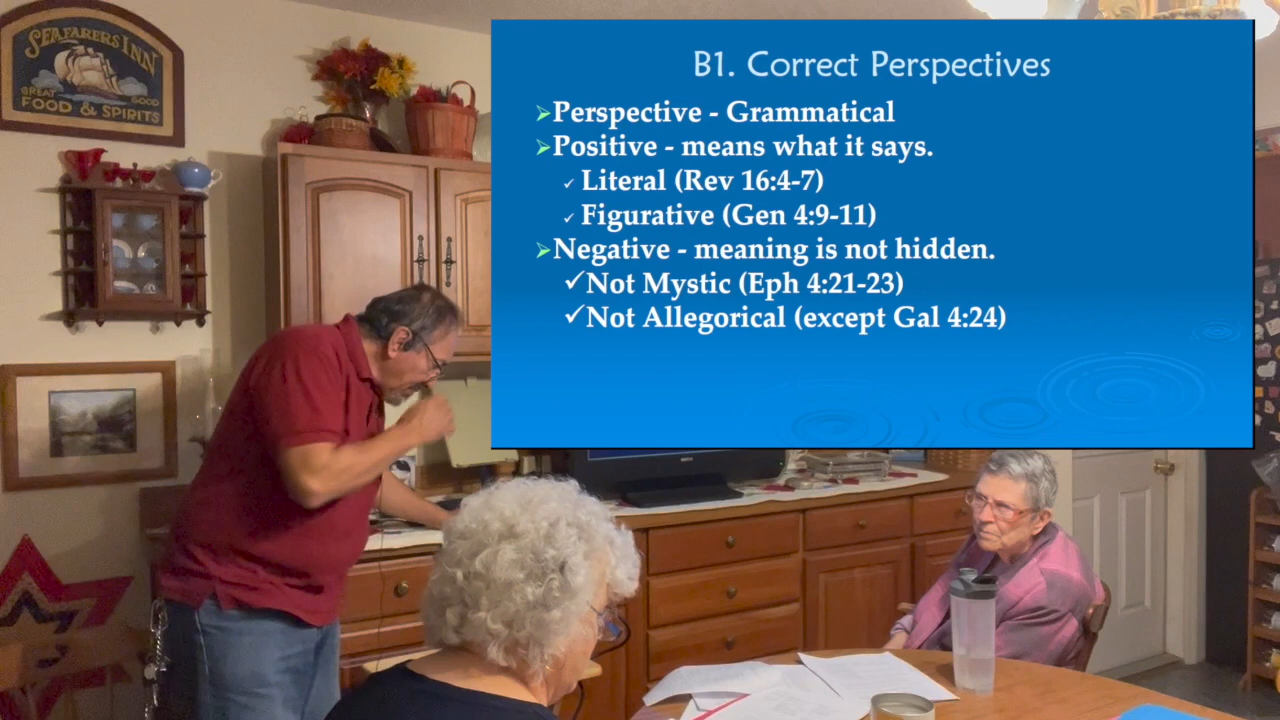 SEAFARERS INN
GREAT GOOD
FOOD & SPIRITS
B1. Correct Perspectives
Perspective - Grammatical
Positive - means what it says.
Literal (Rev 16:4-7)
Figurative (Gen 4:9-11)
Negative - meaning is not hidden.
Not Mystic (Eph 4:21-23)
Not Allegorical (except Gal 4:24)